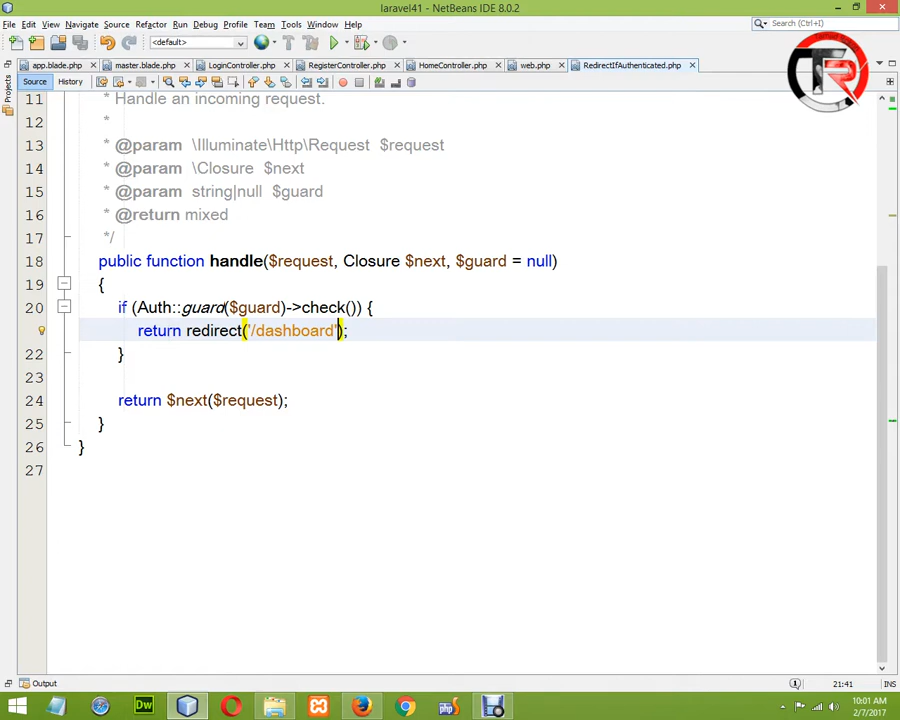 laravel41 - NetBeans IDE 8.0.2
File Edit View Navigate Source Refactor Run Debug Profile Team Tools Window Help
<default>
Search (Ctrl+I)
app.blade.php master.blade.php LoginController.php RegisterController.php HomeController.php web.php RedirectIfAuthenticated.php
Source History
Projects
TR
11 * Handle an incoming request.
12 *
13 * @param \Illuminate\Http\Request $request
14 * @param \Closure $next
15 * @param string|null $guard
16 * @return mixed
17 */
18 public function handle($request, Closure $next, $guard = null)
19 {
20 if (Auth::guard($guard)->check()) {
return redirect('/dashboard');
22 }
23
24 return $next($request);
25 }
26 }
27
Output
21:41 INS
Dw
php
10:01 AM
2/7/2017